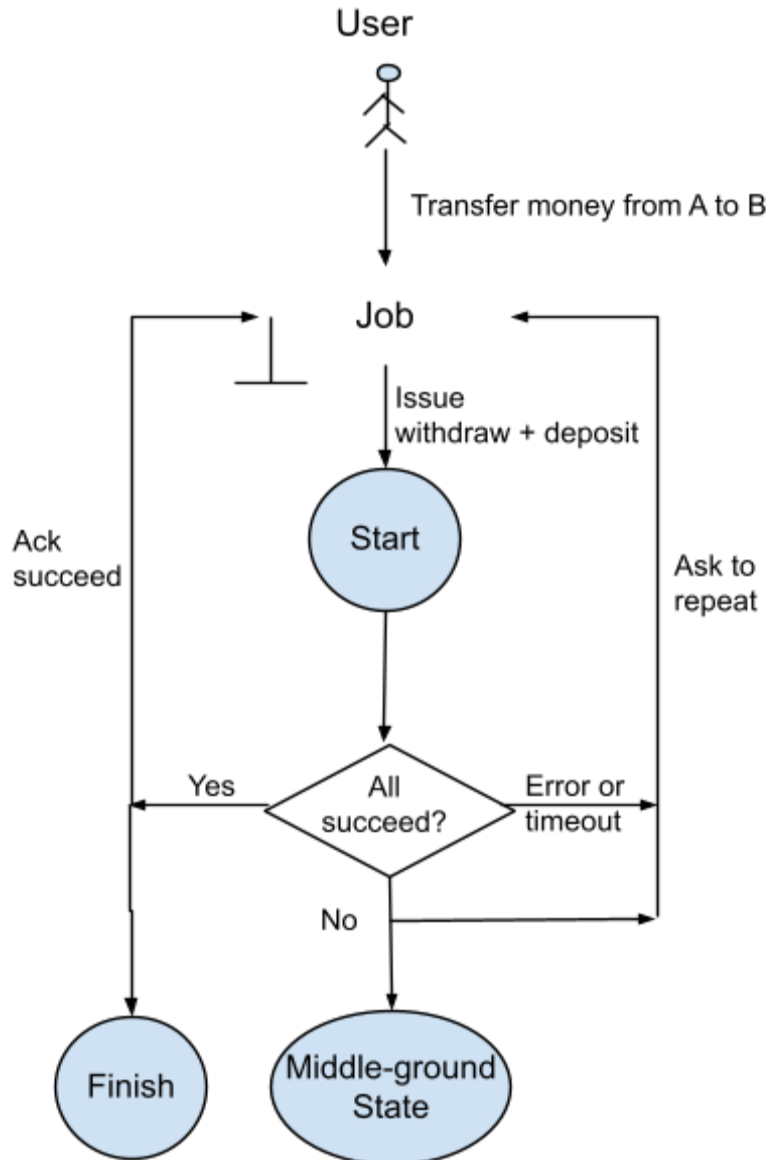 User
Transfer money from A to B
Job
Issue
withdraw + deposit
Start
Ack
succeed
Ask to
repeat
Yes
All
succeed?
Error or
timeout
No
Finish
Middle-ground
State